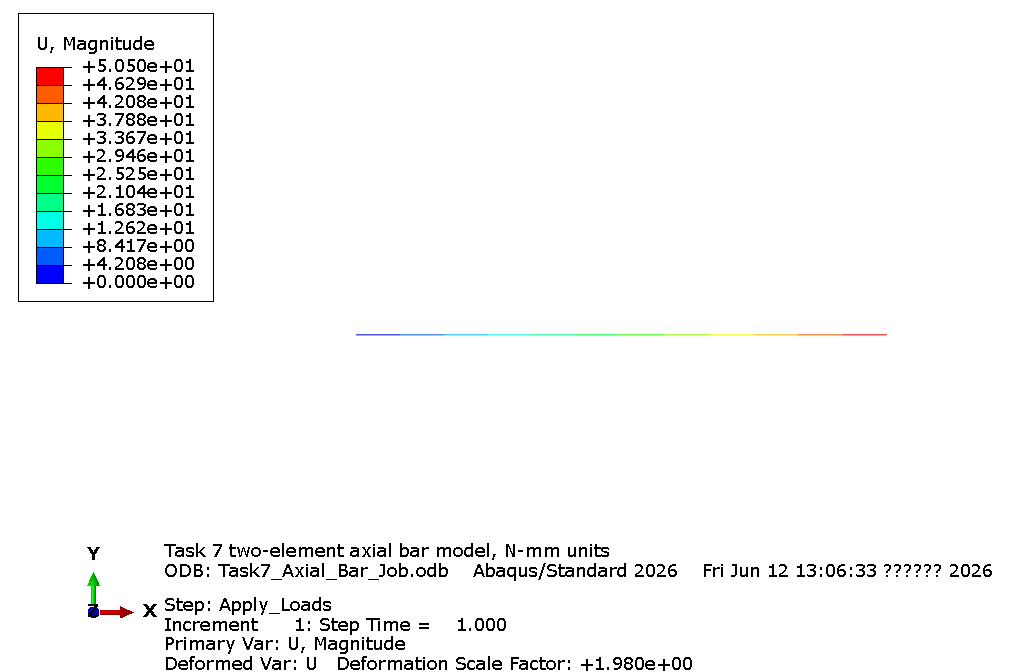 U, Magnitude
+5.050e+01
+4.629e+01
+4.208e+01
+3.788e+01
+3.367e+01
+2.946e+01
+2.525e+01
+2.104e+01
+1.683e+01
+1.262e+01
+8.417e+00
+4.208e+00
+0.000e+00
Y
Z
X
Task 7 two-element axial bar model, N-mm units
ODB: Task7_Axial_Bar_Job.odb Abaqus/Standard 2026 Fri Jun 12 13:06:33 ?????? 2026
Step: Apply_Loads
Increment 1: Step Time = 1.000
Primary Var: U, Magnitude
Deformed Var: U Deformation Scale Factor: +1.980e+00